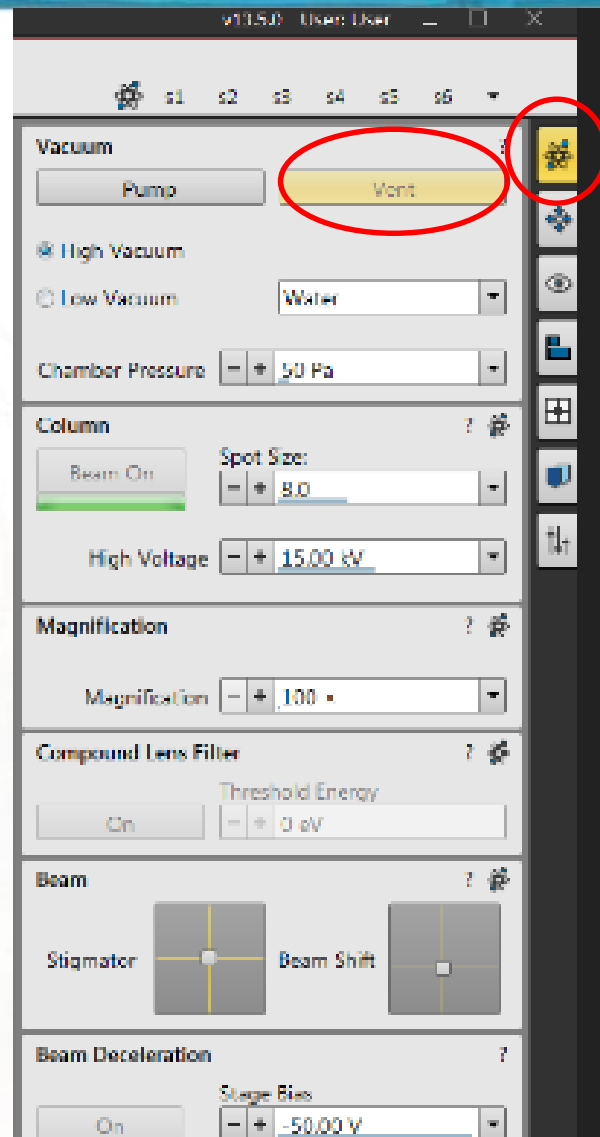 User: User
s1 s2 s3 s4 s5 s6
Vacuum ?
Pump Vent
High Vacuum
Low Vacuum Water
Chamber Pressure - + 50 Pa
Column ?
Beam On Spot Size:
- + 8.0
High Voltage - + 15.00 kV
Magnification ?
Magnification - + 100 ×
Compound Lens Filter ?
Threshold Energy
On - + 0 eV
Beam ?
Stigmator Beam Shift
Beam Deceleration ?
Stage Bias
On - + -50.00 V